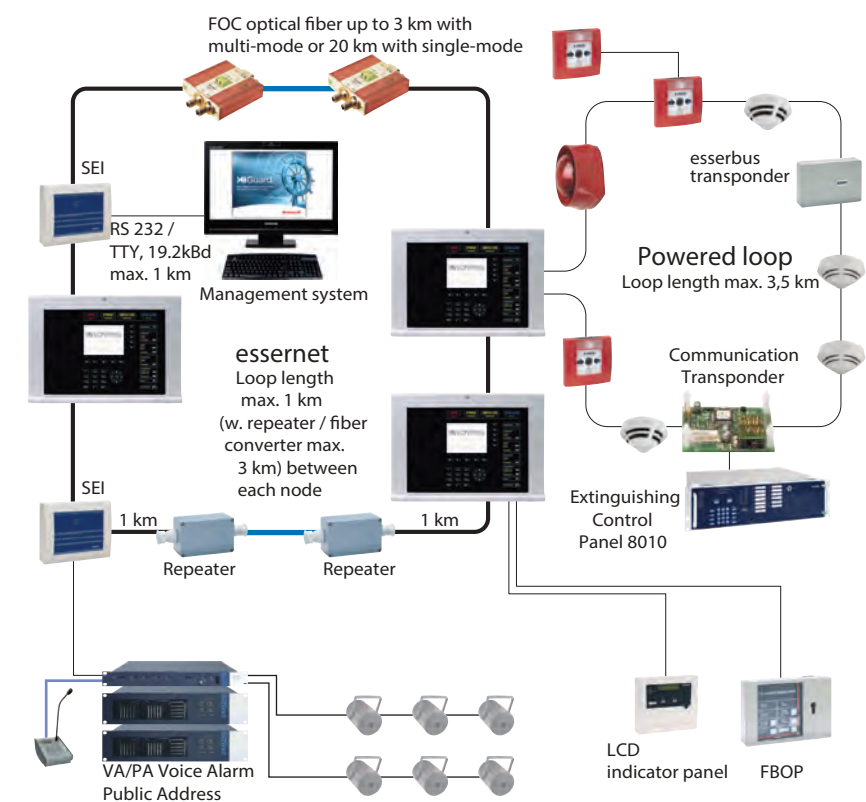 FOC optical fiber up to 3 km with
multi-mode or 20 km with single-mode
SEI
RS 232 /
TTY, 19.2kBd
max. 1 km
Management system
esserbus
transponder
Powered loop
Loop length max. 3,5 km
essernet
Loop length
max. 1 km
(w. repeater / fiber
converter max.
3 km) between
each node
Communication
Transponder
Extinguishing
Control
Panel 8010
SEI
1 km
1 km
Repeater
Repeater
VA/PA Voice Alarm
Public Address
LCD
indicator panel
FBOP